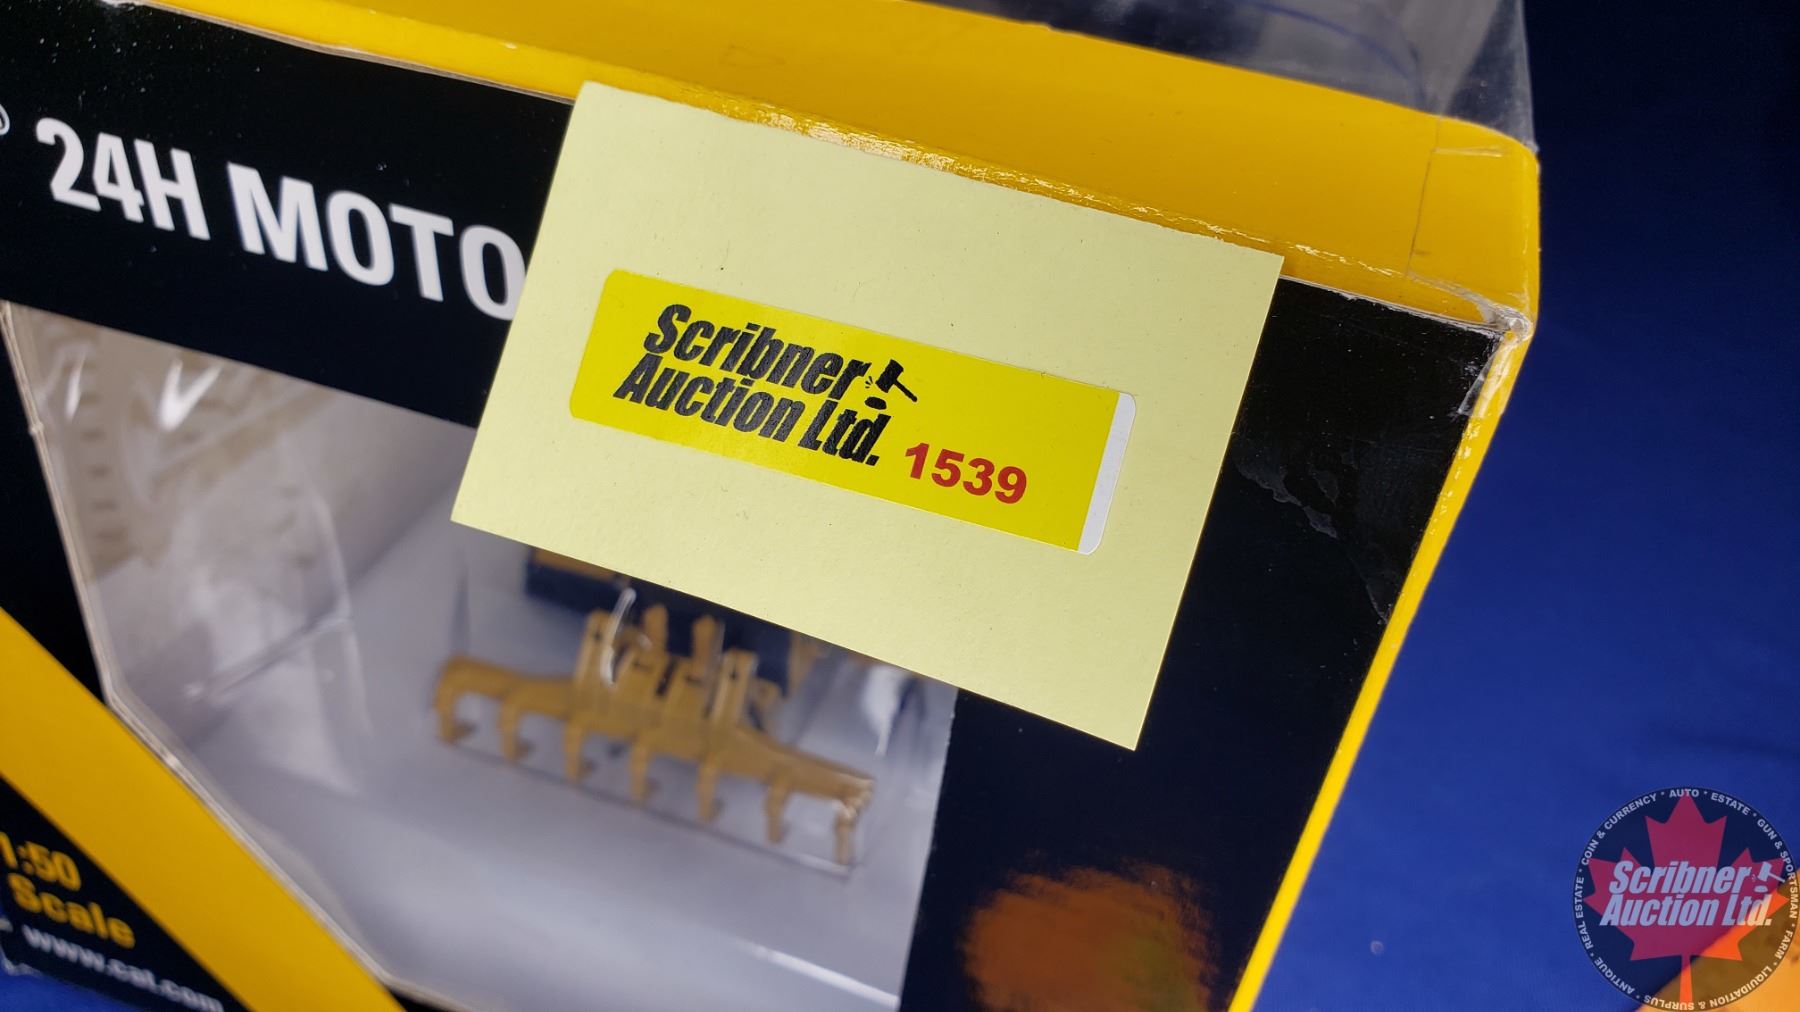 24H MOTO
Scribner
Auction Ltd.
1539
1:50
Scale
www.cat.com
REAL ESTATE * COIN & CURRENCY * AUTO * ESTATE * GUN & SPORTSMAN * FARM * LIQUIDATION & SURPLUS * ANTIQUE *
Scribner
Auction Ltd.